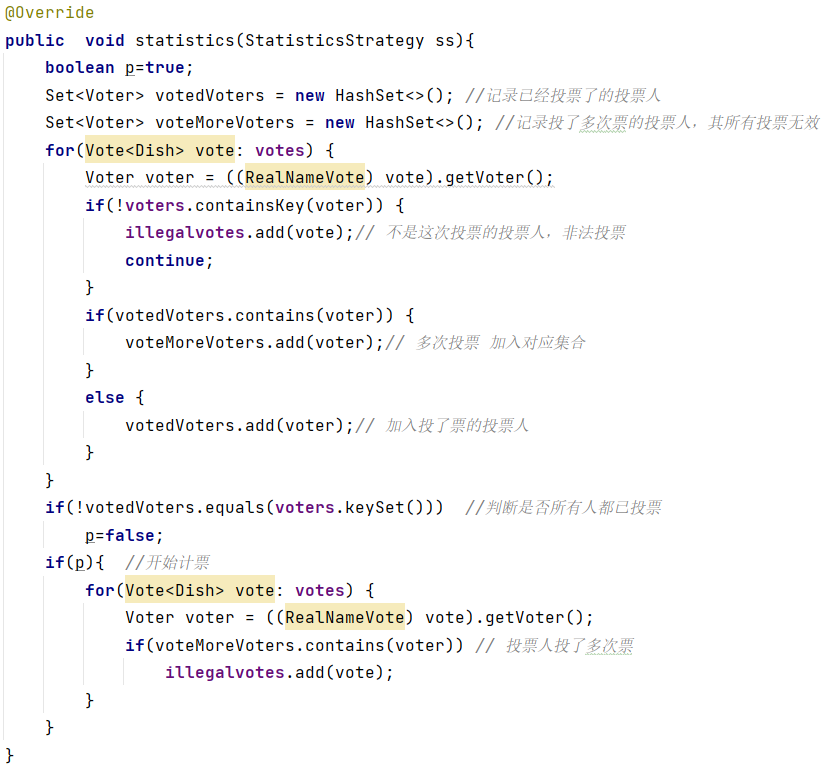 @Override
public  void statistics(StatisticsStrategy ss){
    boolean p=true;
    Set<Voter> votedVoters = new HashSet<>(); //记录已经投票了的投票人
    Set<Voter> voteMoreVoters = new HashSet<>(); //记录投了多次票的投票人，其所有投票无效
    for(Vote<Dish> vote: votes) {
        Voter voter = ((RealNameVote) vote).getVoter();
        if(!voters.containsKey(voter)) {
            illegalvotes.add(vote);// 不是这次投票的投票人，非法投票
            continue;
        }
        if(votedVoters.contains(voter)) {
            voteMoreVoters.add(voter);// 多次投票 加入对应集合
        }
        else {
            votedVoters.add(voter);// 加入投了票的投票人
        }
    }
    if(!votedVoters.equals(voters.keySet()))  //判断是否所有人都已投票
        p=false;
    if(p){  //开始计票
        for(Vote<Dish> vote: votes) {
            Voter voter = ((RealNameVote) vote).getVoter();
            if(voteMoreVoters.contains(voter)) // 投票人投了多次票
                illegalvotes.add(vote);
        }
    }
}